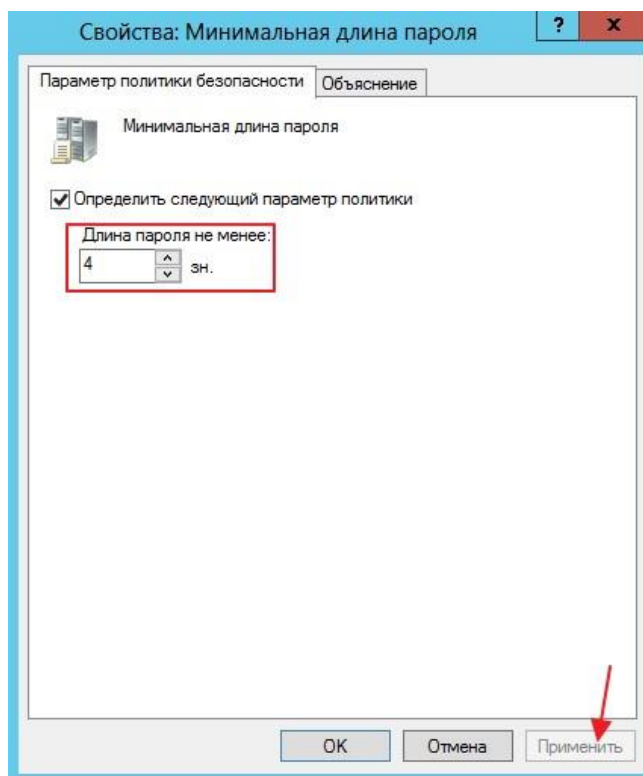 Свойства: Минимальная длина пароля
? x
Параметр политики безопасности Объяснение
Минимальная длина пароля
Определить следующий параметр политики
Длина пароля не менее:
4 зн.
OK Отмена Применить